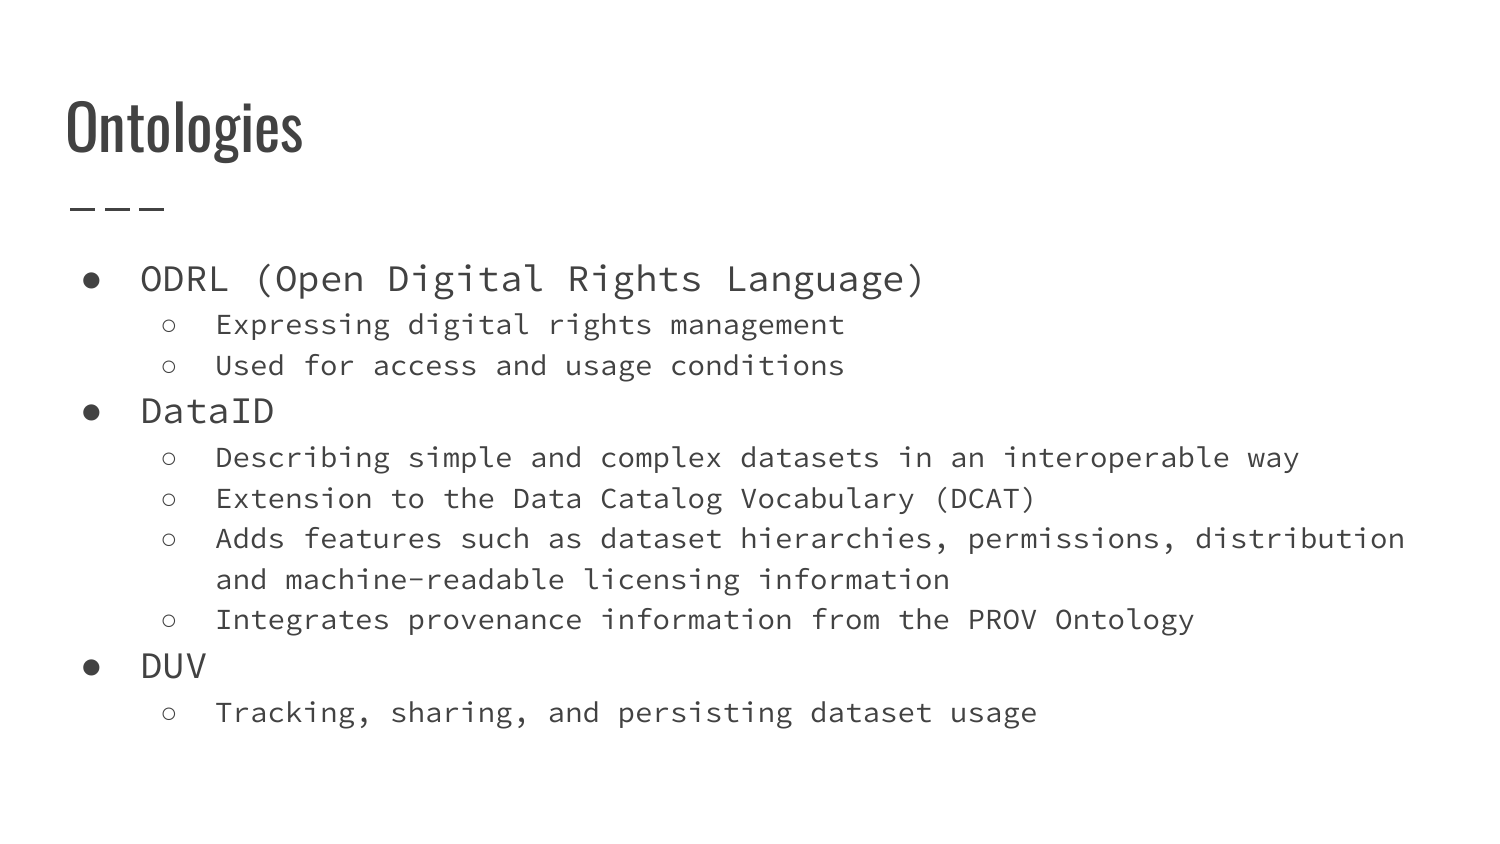 Ontologies
● ODRL (Open Digital Rights Language)
○ Expressing digital rights management
○ Used for access and usage conditions
● DataID
○ Describing simple and complex datasets in an interoperable way
○ Extension to the Data Catalog Vocabulary (DCAT)
○ Adds features such as dataset hierarchies, permissions, distribution
and machine-readable licensing information
○ Integrates provenance information from the PROV Ontology
● DUV
○ Tracking, sharing, and persisting dataset usage